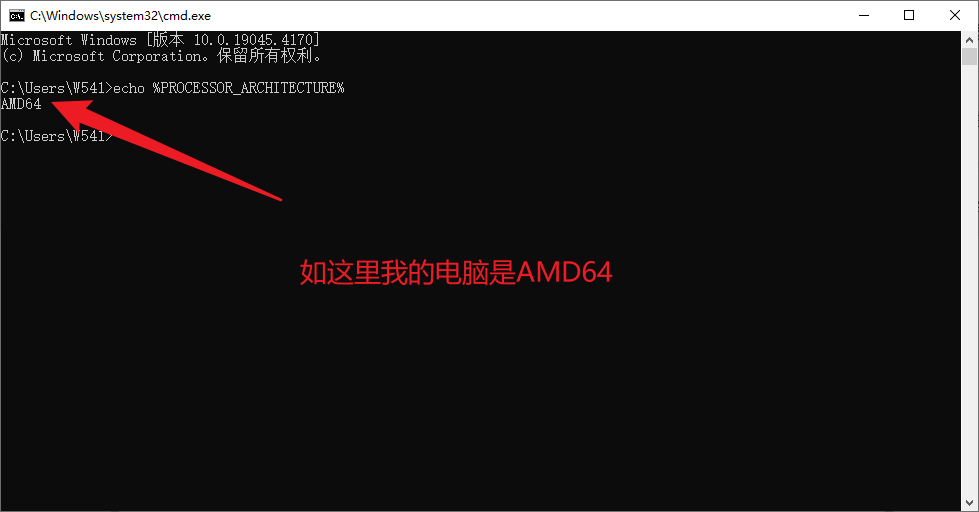 C:\Windows\system32\cmd.exe
Microsoft Windows [版本 10.0.19045.4170]
(c) Microsoft Corporation。保留所有权利。
C:\Users\W541>echo %PROCESSOR_ARCHITECTURE%
AMD64
C:\Users\W541>
如这里我的电脑是AMD64